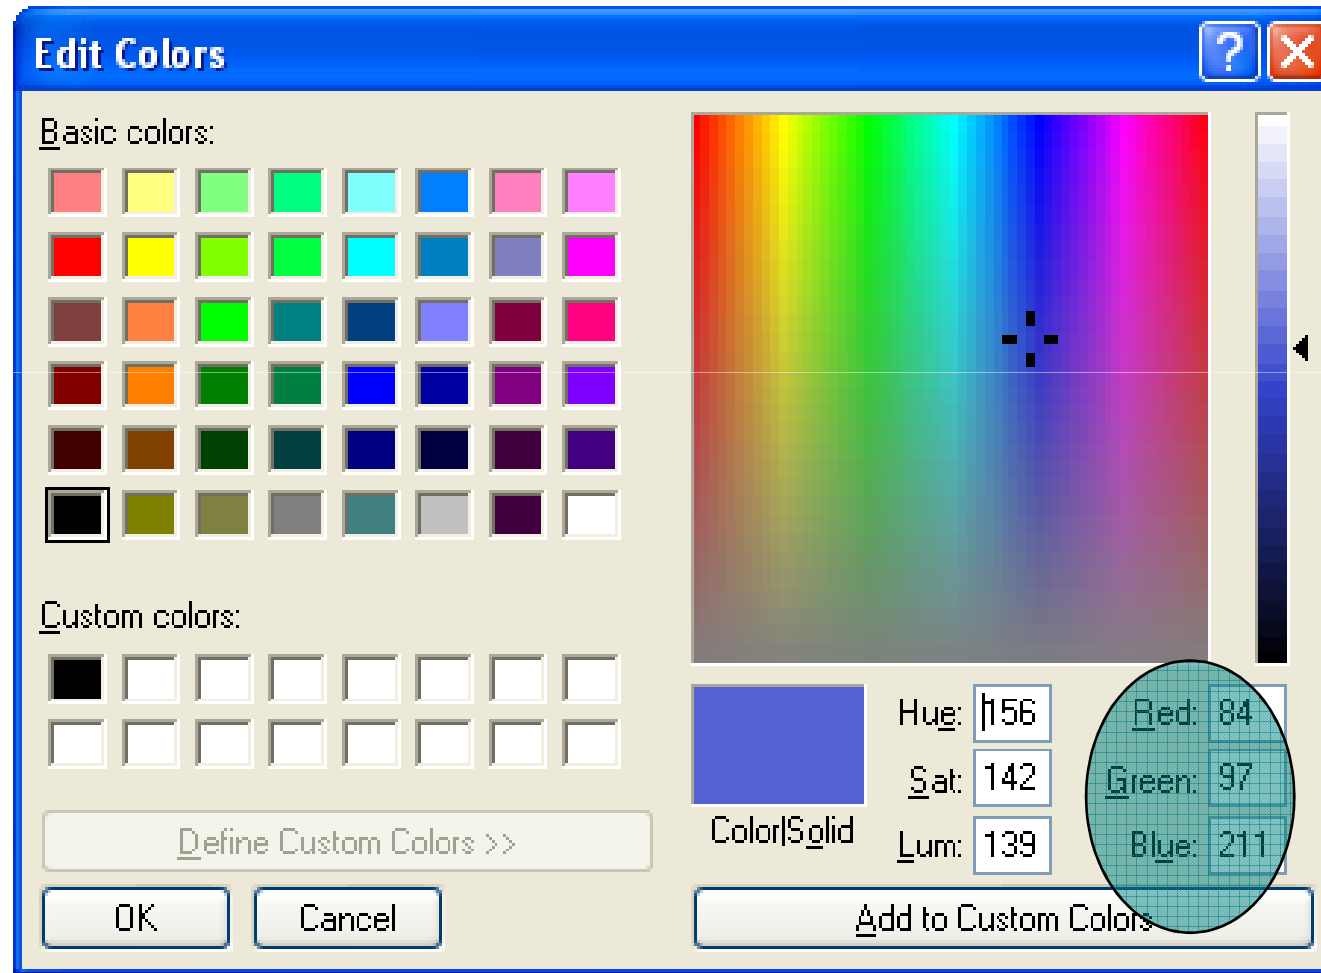 Edit Colors
?
Basic colors:
Custom colors:
Define Custom Colors >>
OK Cancel
Hue: 156 Red: 84
Sat: 142 Green: 97
Lum: 139 Blue: 211
Color|Solid
Add to Custom Colors